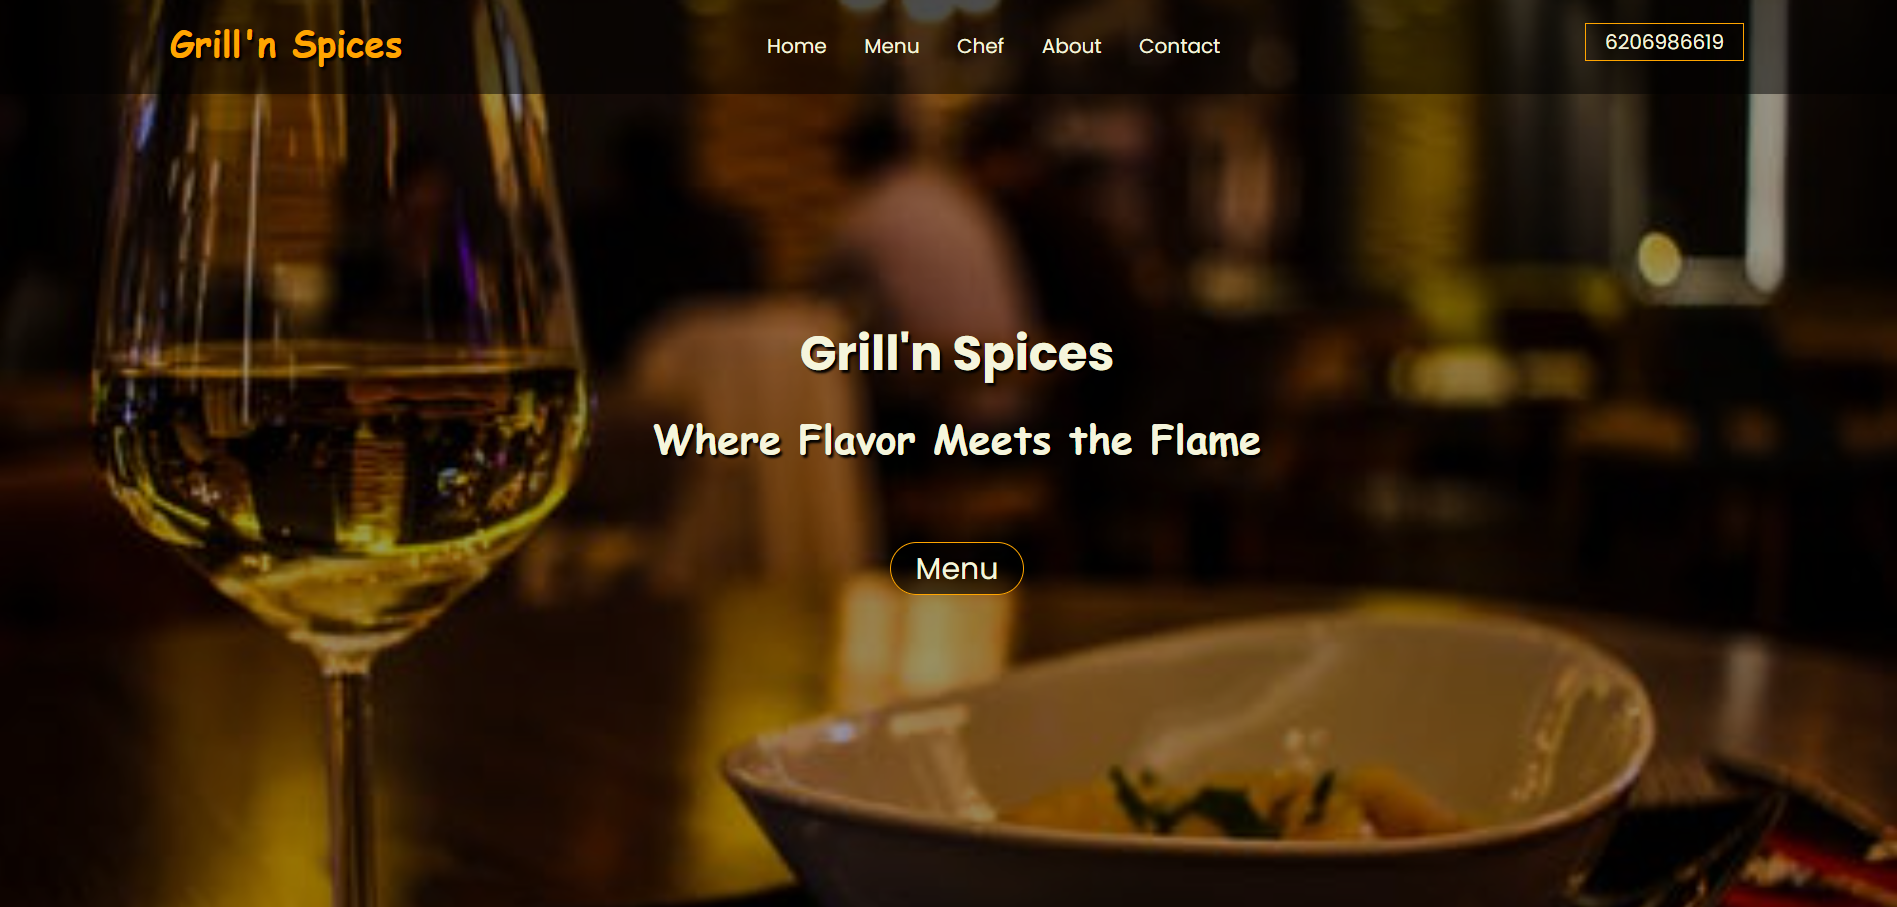 Grill'n Spices
Home Menu Chef About Contact
6206986619
Grill'n Spices
Where Flavor Meets the Flame
Menu